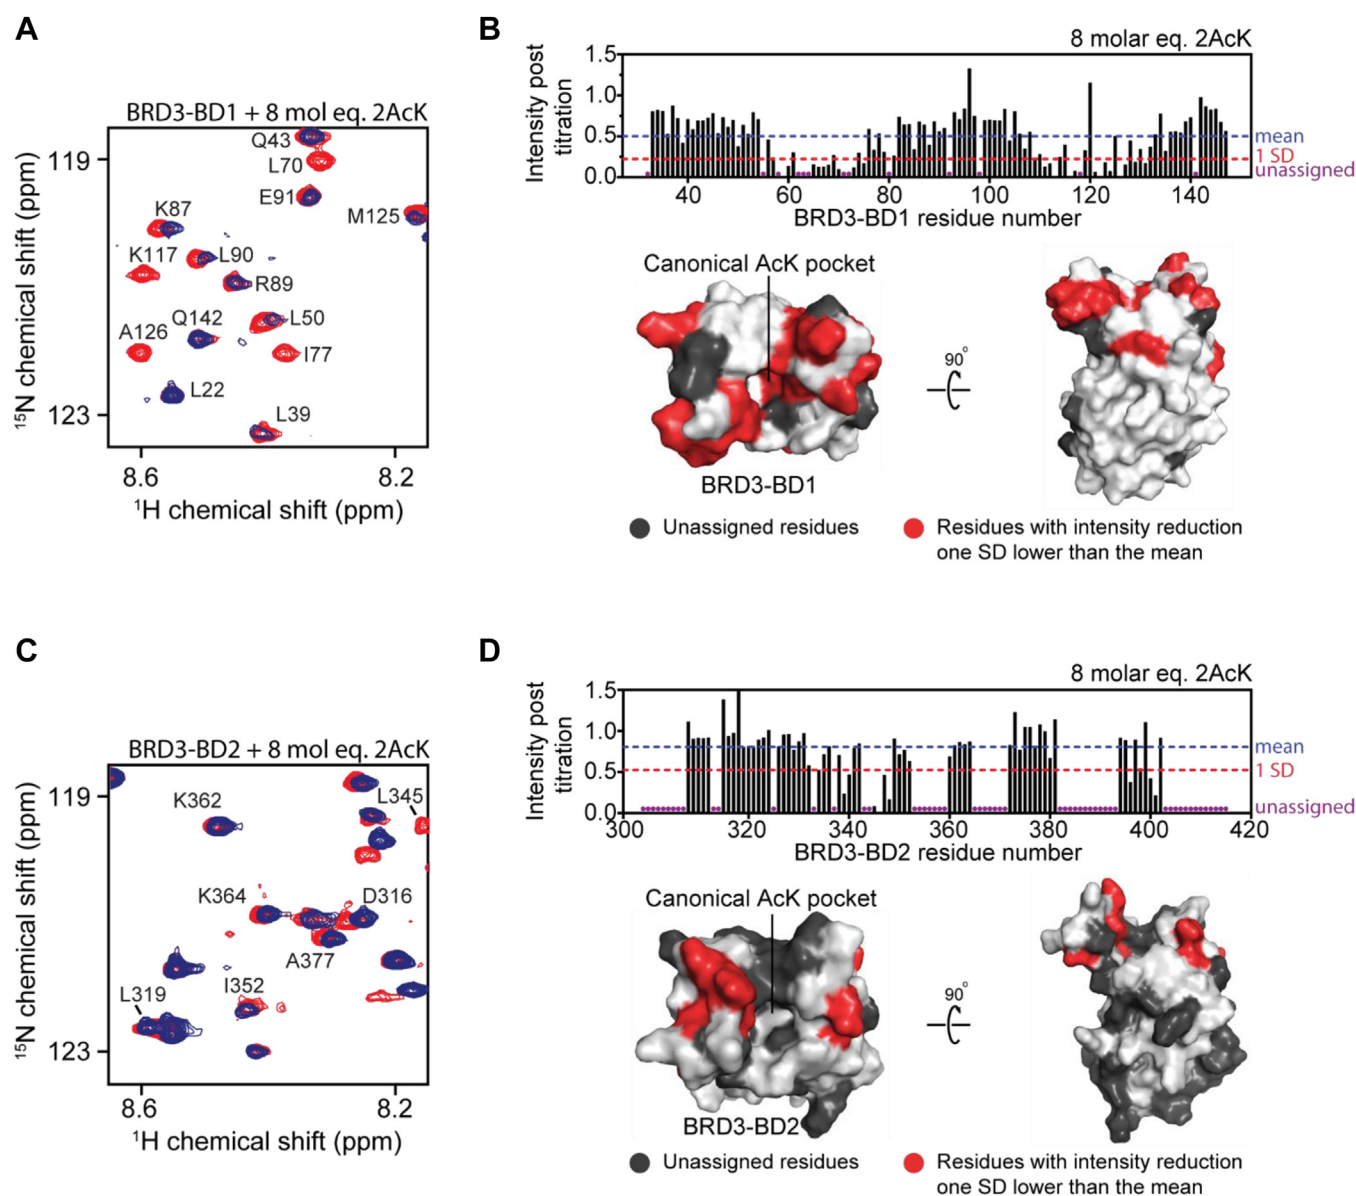 A
BRD3-BD1 + 8 mol eq. 2AcK
119
123
¹⁵N chemical shift (ppm)
Q43
L70
E91
K87
M125
K117
L90
R89
L50
A126
Q142
I77
L22
L39
8.6
8.2
¹H chemical shift (ppm)
B
8 molar eq. 2AcK
Intensity post
titration
1.5
1.0
0.5
0.0
mean
1 SD
unassigned
40
60
80
100
120
140
BRD3-BD1 residue number
Canonical AcK pocket
90°
BRD3-BD1
Unassigned residues
Residues with intensity reduction
one SD lower than the mean
C
BRD3-BD2 + 8 mol eq. 2AcK
119
123
¹⁵N chemical shift (ppm)
K362
L345
K364
D316
A377
L319
I352
8.6
8.2
¹H chemical shift (ppm)
D
8 molar eq. 2AcK
Intensity post
titration
1.5
1.0
0.5
0.0
mean
1 SD
unassigned
300
320
340
360
380
400
420
BRD3-BD2 residue number
Canonical AcK pocket
90°
BRD3-BD2
Unassigned residues
Residues with intensity reduction
one SD lower than the mean